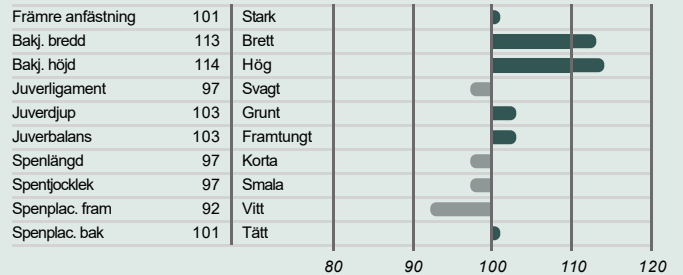 Främre anfästning 101 Stark
Bakj. bredd 113 Brett
Bakj. höjd 114 Hög
Juverligament 97 Svagt
Juverdjup 103 Grunt
Juverbalans 103 Framtungt
Spenlängd 97 Korta
Spentjocklek 97 Smala
Spenplac. fram 92 Vitt
Spenplac. bak 101 Tätt
80 90 100 110 120